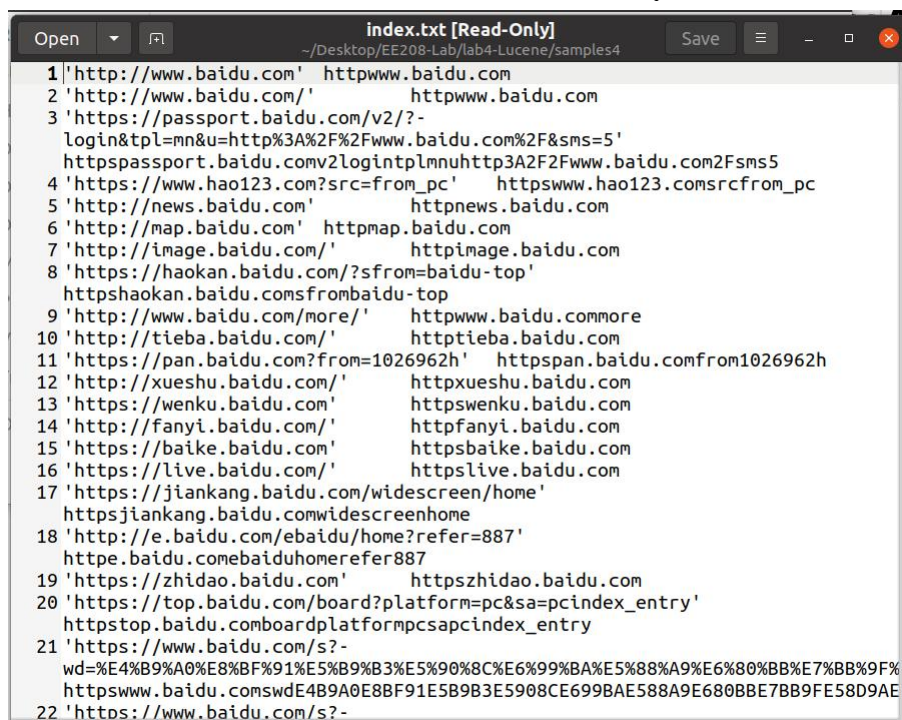 Open
index.txt [Read-Only]
~/Desktop/EE208-Lab/lab4-Lucene/samples4
Save
1 'http://www.baidu.com' httpwww.baidu.com
2 'http://www.baidu.com/' httpwww.baidu.com
3 'https://passport.baidu.com/v2/?-
login&tpl=mn&u=http%3A%2F%2Fwww.baidu.com%2F&sms=5'
httpspassport.baidu.comv2logintplmnuhttp3A2F2Fwww.baidu.com2Fsms5
4 'https://www.hao123.com?src=from_pc' httpswww.hao123.comsrcfrom_pc
5 'http://news.baidu.com' httpnews.baidu.com
6 'http://map.baidu.com' httpmap.baidu.com
7 'http://image.baidu.com/' httpimage.baidu.com
8 'https://haokan.baidu.com/?sfrom=baidu-top'
httpshaokan.baidu.comsfrombaidu-top
9 'http://www.baidu.com/more/' httpwww.baidu.commore
10 'http://tieba.baidu.com/' httptieba.baidu.com
11 'https://pan.baidu.com?from=1026962h' httpspan.baidu.comfrom1026962h
12 'http://xueshu.baidu.com/' httpxueshu.baidu.com
13 'https://wenku.baidu.com' httpswenku.baidu.com
14 'http://fanyi.baidu.com/' httpfanyi.baidu.com
15 'https://baike.baidu.com' httpsbaike.baidu.com
16 'https://live.baidu.com/' httpslive.baidu.com
17 'https://jiankang.baidu.com/widescreen/home'
httpsjiankang.baidu.comwidescreenhome
18 'http://e.baidu.com/ebaidu/home?refer=887'
httpe.baidu.comebaiduhomerefer887
19 'https://zhidao.baidu.com' httpszhidao.baidu.com
20 'https://top.baidu.com/board?platform=pc&sa=pcindex_entry'
httpstop.baidu.comboardplatformpcsapcindex_entry
21 'https://www.baidu.com/s?-
wd=%E4%B9%A0%E8%BF%91%E5%B9%B3%E5%90%8C%E6%99%BA%E5%88%A9%E6%80%BB%E7%BB%9F%
httpswww.baidu.comswdE4B9A0E8BF91E5B9B3E5908CE699BAE588A9E680BBE7BB9FE58D9AE
22 'https://www.baidu.com/s?-